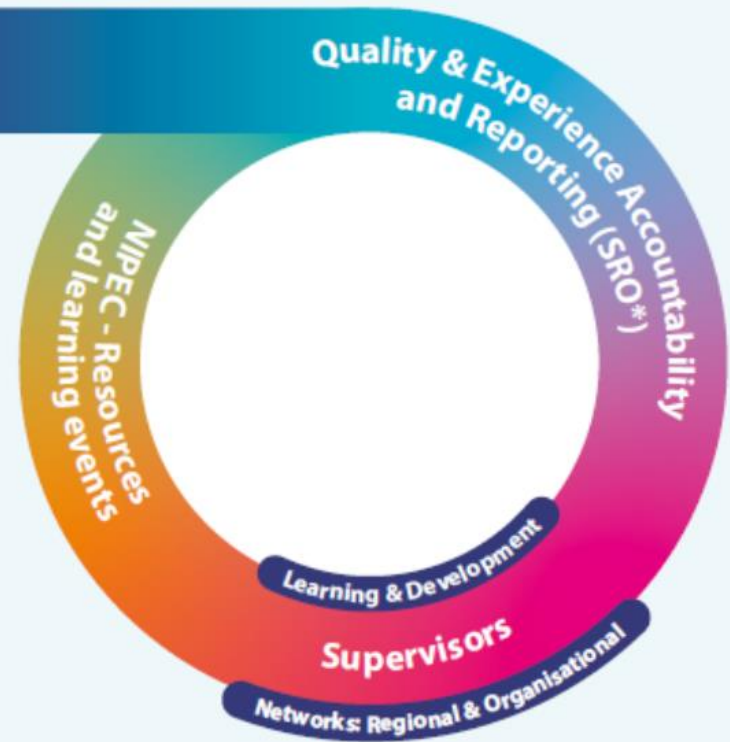 Quality & Experience Accountability
and Reporting (SRO*)
NIPEC - Resources
and learning events
Learning & Development
Supervisors
Networks: Regional & Organisational